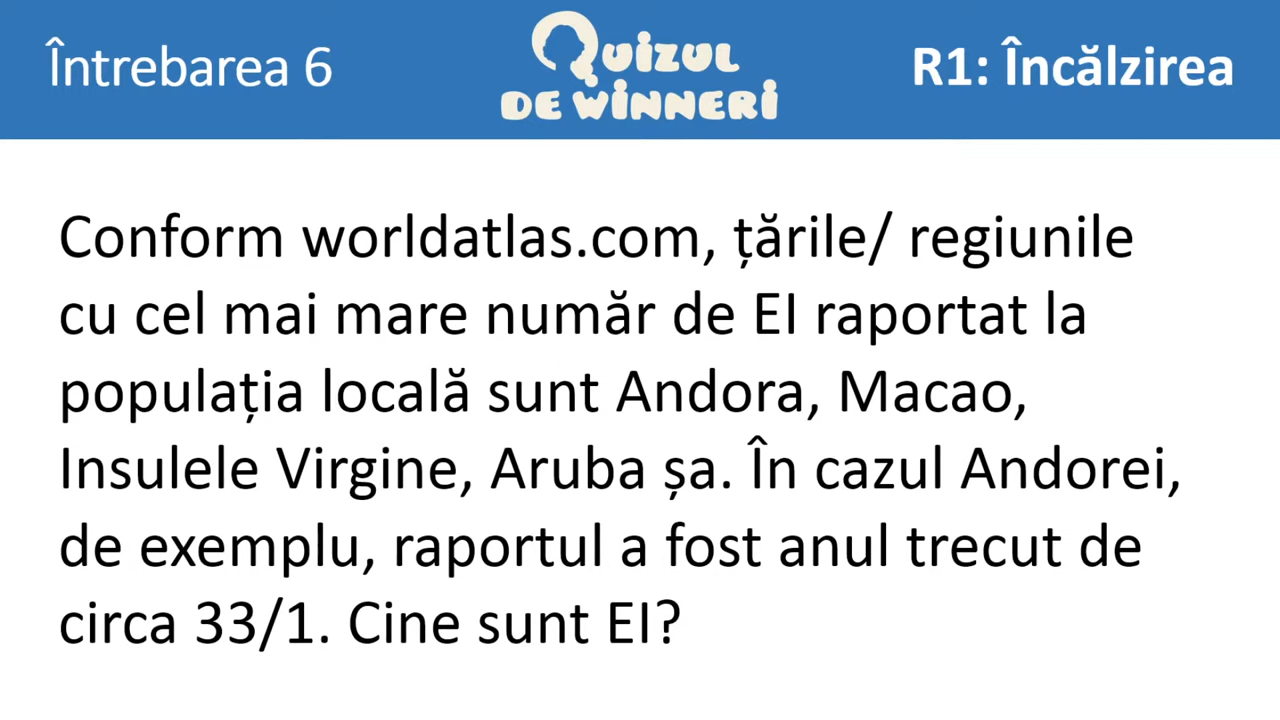 Întrebarea 6
QUIZUL
DE WINNERI
R1: Încălzirea
Conform worldatlas.com, țările/ regiunile
cu cel mai mare număr de EI raportat la
populația locală sunt Andora, Macao,
Insulele Virgine, Aruba șa. În cazul Andorei,
de exemplu, raportul a fost anul trecut de
circa 33/1. Cine sunt EI?